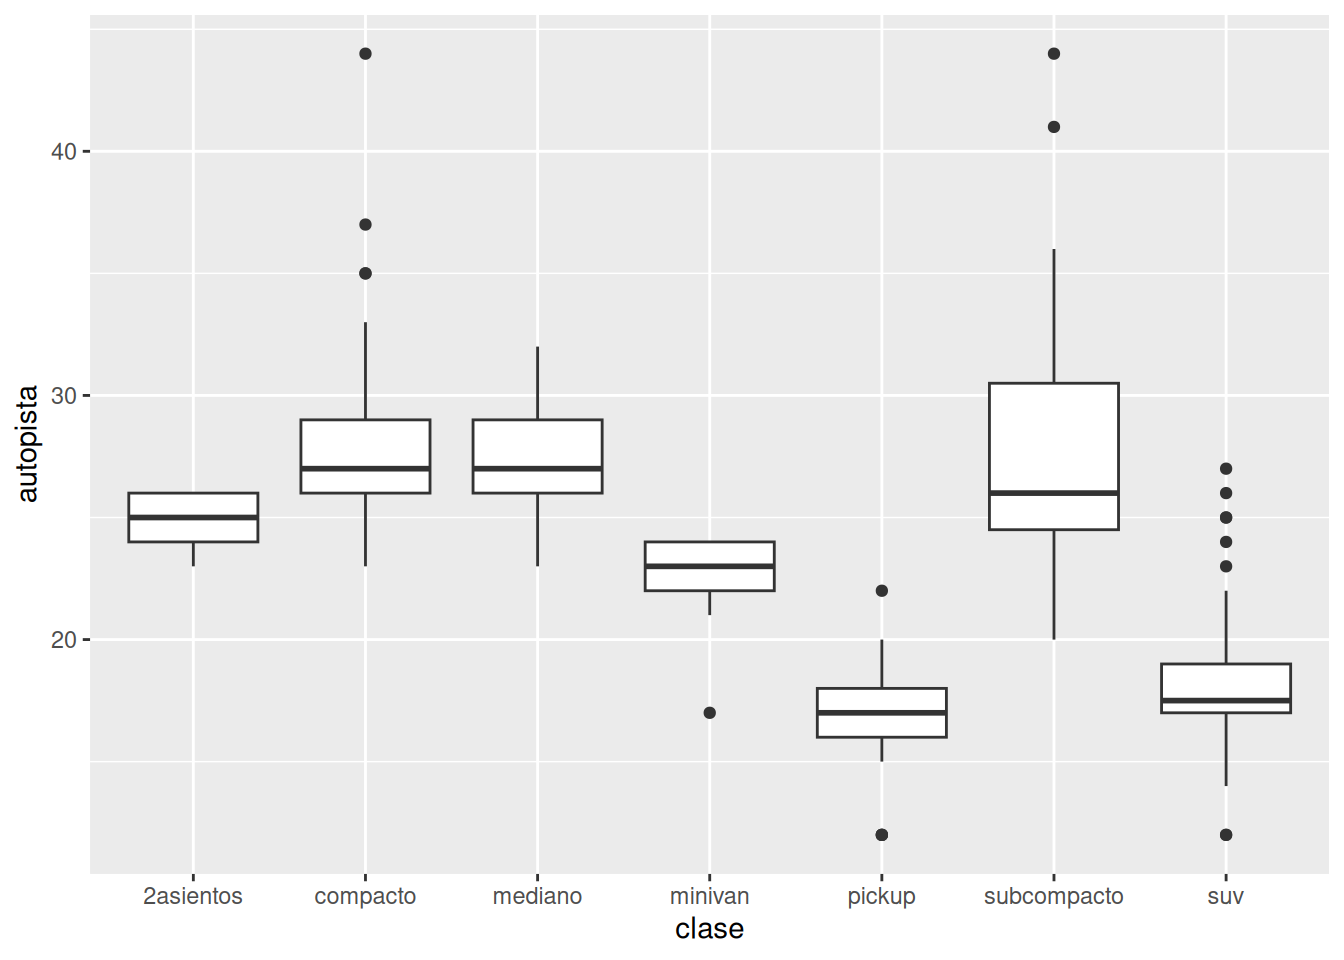 autopista
40
30
20
2asientos compacto mediano minivan pickup subcompacto suv
clase